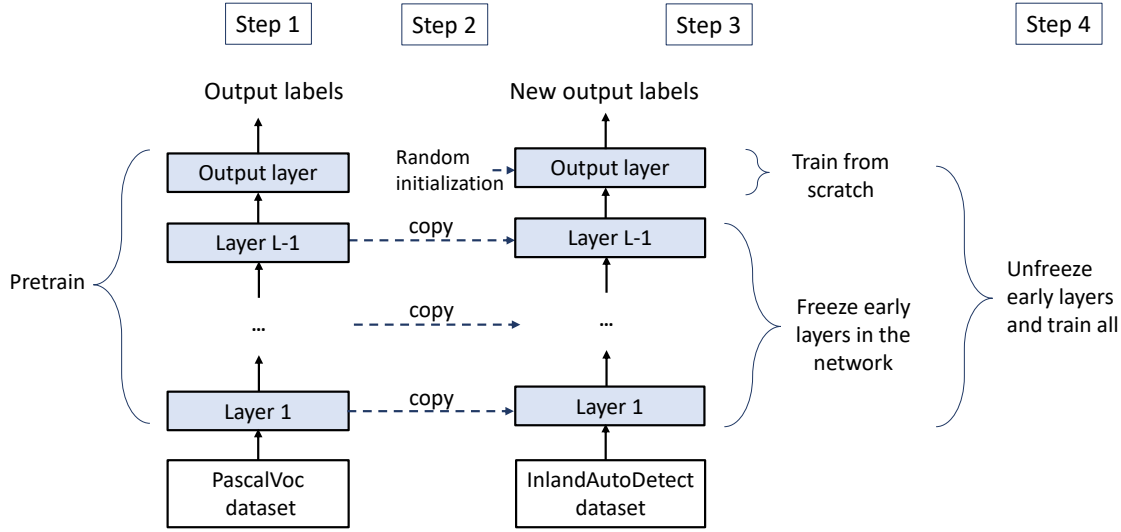 Step 1
Step 2
Step 3
Step 4
Output labels
New output labels
Output layer
Random
initialization
Output layer
Train from
scratch
Layer L-1
copy
Layer L-1
Pretrain
Unfreeze
early layers
and train all
...
copy
...
Freeze early
layers in the
network
Layer 1
copy
Layer 1
PascalVoc
dataset
InlandAutoDetect
dataset